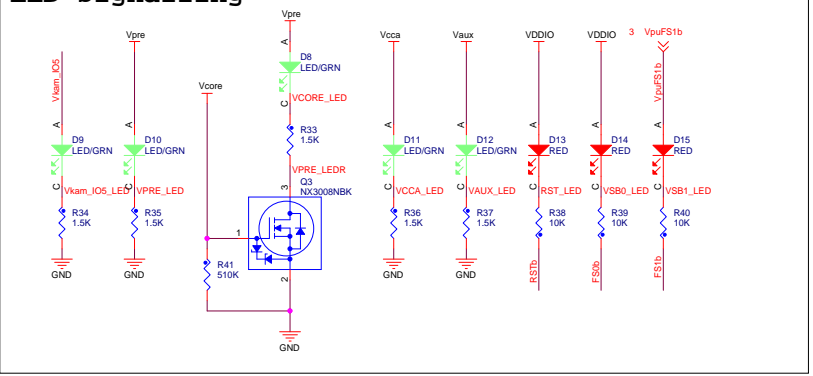 LED Signalling
Vpre
Vcca
Vaux
VDDIO
VDDIO
3 VpuFS1b
Vpre
Vkam_IO5
Vcore
A
D8
LED/GRN
C
VCORE_LED
VpuFS1b
R33
1.5K
A
D9
LED/GRN
A
D10
LED/GRN
A
D11
LED/GRN
A
D12
LED/GRN
A
D13
RED
A
D14
RED
A
D15
RED
VPRE_LEDR
C
Vkam_IO5_LED
C
VPRE_LED
3
Q3
NX3008NBK
C
VCCA_LED
C
VAUX_LED
C
RST_LED
C
VSB0_LED
C
VSB1_LED
R34
1.5K
R35
1.5K
1
R36
1.5K
R37
1.5K
R38
10K
R39
10K
R40
10K
R41
510K
2
GND
GND
GND
GND
RSTb
FS0b
FS1b
GND